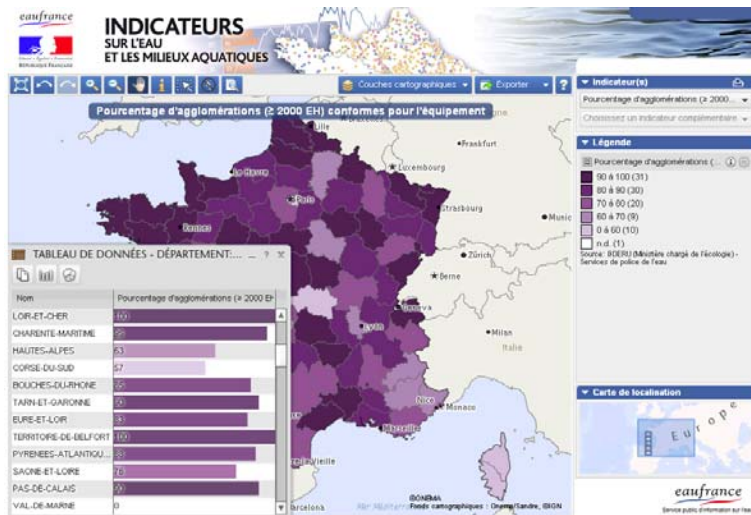 eaufrance
INDICATEURS
SUR L'EAU
ET LES MILIEUX AQUATIQUES
RÉPUBLIQUE FRANÇAISE
Couches cartographiques
Exporter
?
Pourcentage d'agglomérations (≥ 2000 EH) conformes pour l'équipement
Lille
Frankfurt
Luxembourg
Le Havre
Paris
Strasbourg
Rennes
Munic
Zürich
Berne
Geneva
Lyon
Milan
Italie
Nice
Monaco
Marseille
TABLEAU DE DONNÉES - DÉPARTEMENT:...
Nom
Pourcentage d'agglomérations (≥ 2000 EH
LOIR-ET-CHER 100
CHARENTE-MARITIME
HAUTES-ALPES 63
CORSE-DU-SUD 57
BOUCHES-DU-RHONE
TARN-ET-GARONNE
EURE-ET-LOIR
TERRITOIRE-DE-BELFORT 100
PYRENEES-ATLANTIQU...
SAONE-ET-LOIRE
PAS-DE-CALAIS
VAL-DE-MARNE 0
©ONEMA
Fonds cartographiques : Onema/Sandre, ©IGN
Indicateur(s)
Pourcentage d'agglomérations (≥ 2000...
Choisissez un indicateur complémentaire
Légende
Pourcentage d'agglomérations (...
90 à 100 (31)
80 à 90 (30)
70 à 80 (20)
60 à 70 (9)
0 à 60 (10)
n.d. (1)
Source: BDERU (Ministère chargé de l'écologie) -
Services de police de l'eau
Carte de localisation
Europe
eaufrance
Service public d'information sur l'eau